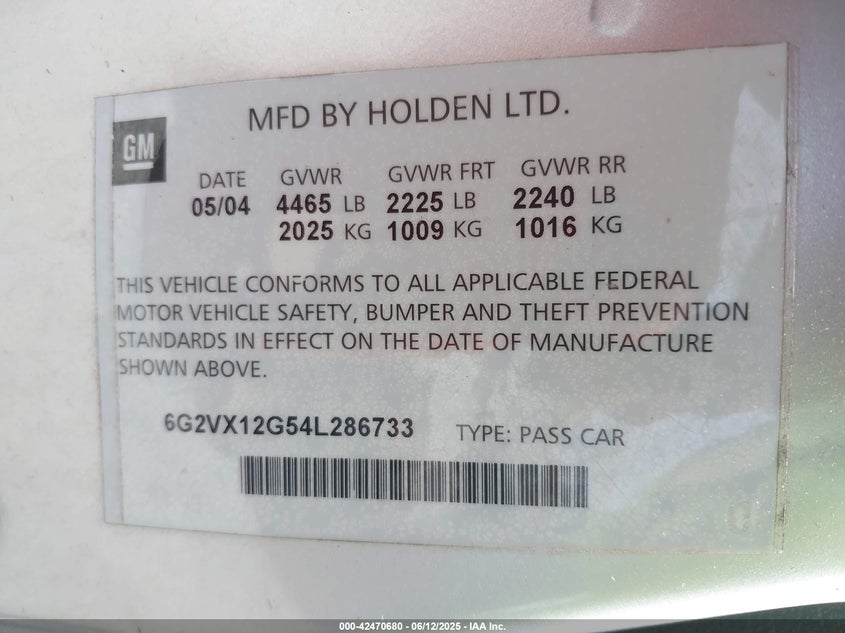 MFD BY HOLDEN LTD.
GM
DATE GVWR GVWR FRT GVWR RR
05/04 4465 LB 2225 LB 2240 LB
2025 KG 1009 KG 1016 KG
THIS VEHICLE CONFORMS TO ALL APPLICABLE FEDERAL
MOTOR VEHICLE SAFETY, BUMPER AND THEFT PREVENTION
STANDARDS IN EFFECT ON THE DATE OF MANUFACTURE
SHOWN ABOVE.
6G2VX12G54L286733 TYPE: PASS CAR
000-42470680 - 06/12/2025 - IAA Inc.